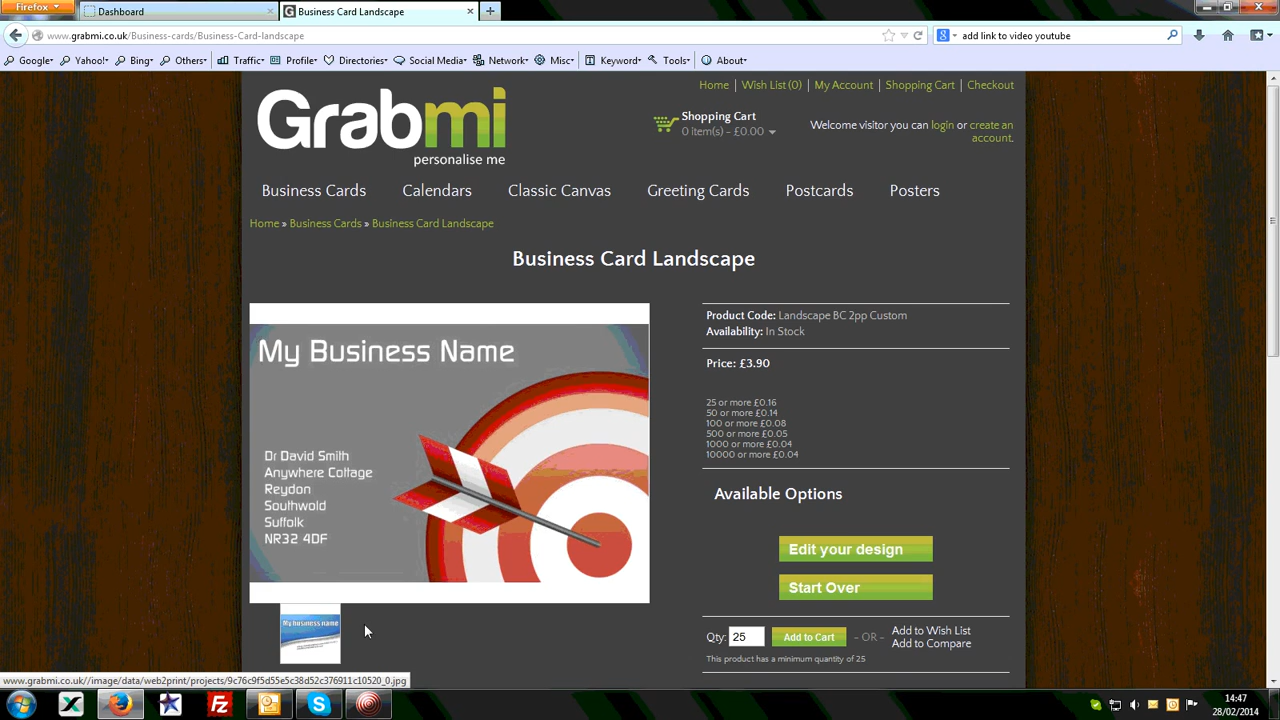 Firefox
Dashboard
Business Card Landscape
www.grabmi.co.uk/Business-cards/Business-Card-landscape
add link to video youtube
Google
Yahoo!
Bing
Others
Traffic
Profile
Directories
Social Media
Network
Misc
Keyword
Tools
About
Home
Wish List (0)
My Account
Shopping Cart
Checkout
Grabmi
personalise me
Shopping Cart
0 item(s) - £0.00
Welcome visitor you can login or create an
account.
Business Cards
Calendars
Classic Canvas
Greeting Cards
Postcards
Posters
Home » Business Cards » Business Card Landscape
Business Card Landscape
My Business Name
Dr David Smith
Anywhere Cottage
Reydon
Southwold
Suffolk
NR32 4DF
My business name
Product Code: Landscape BC 2pp Custom
Availability: In Stock
Price: £3.90
25 or more £0.16
50 or more £0.14
100 or more £0.08
500 or more £0.05
1000 or more £0.04
10000 or more £0.04
Available Options
Edit your design
Start Over
Qty: 25 Add to Cart - OR - Add to Wish List
Add to Compare
This product has a minimum quantity of 25
www.grabmi.co.uk//image/data/web2print/projects/9c76c9f5d55e5c38d52c376911c10520_0.jpg
14:47
28/02/2014